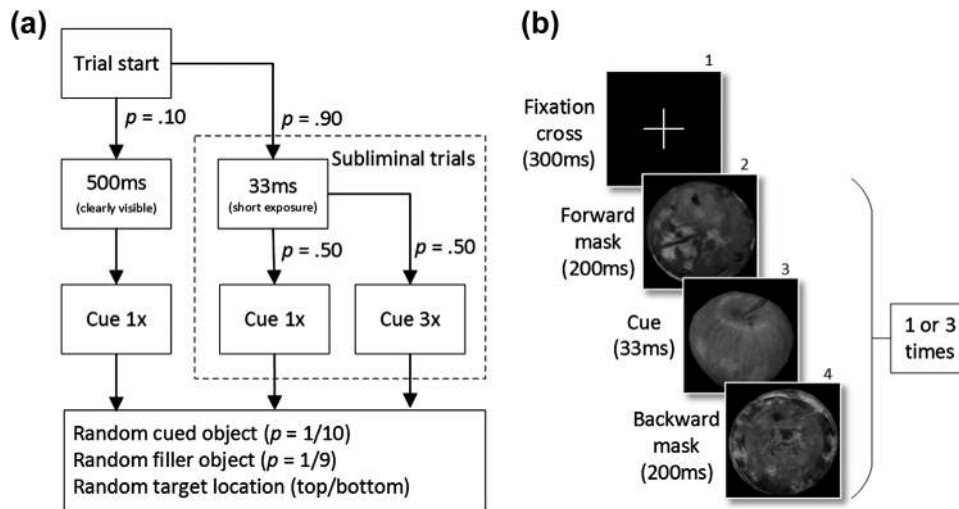 (a)
Trial start
p = .10
p = .90
Subliminal trials
500ms
(clearly visible)
33ms
(short exposure)
p = .50
p = .50
Cue 1x
Cue 1x
Cue 3x
Random cued object (p = 1/10)
Random filler object (p = 1/9)
Random target location (top/bottom)
(b)
1
Fixation
cross
(300ms)
2
Forward
mask
(200ms)
3
Cue
(33ms)
4
Backward
mask
(200ms)
1 or 3
times